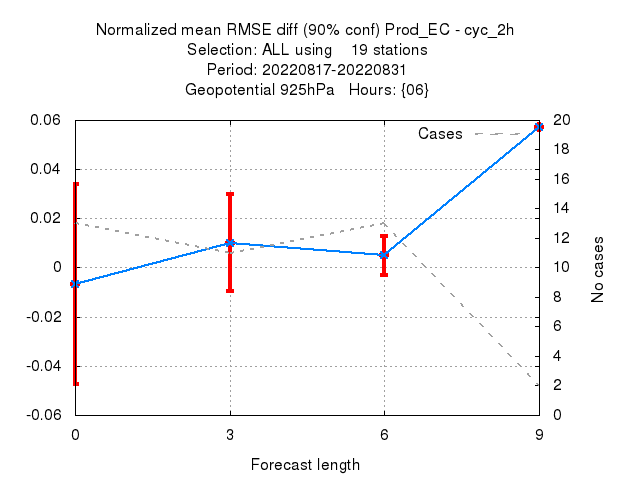 Normalized mean RMSE diff (90% conf) Prod_EC - cyc_2h
Selection: ALL using    19 stations
Period: 20220817-20220831
Geopotential 925hPa   Hours: {06}
Cases
0.06
0.04
0.02
0
-0.02
-0.04
-0.06
20
18
16
14
12
10
8
6
4
2
0
No cases
0 3 6 9
Forecast length